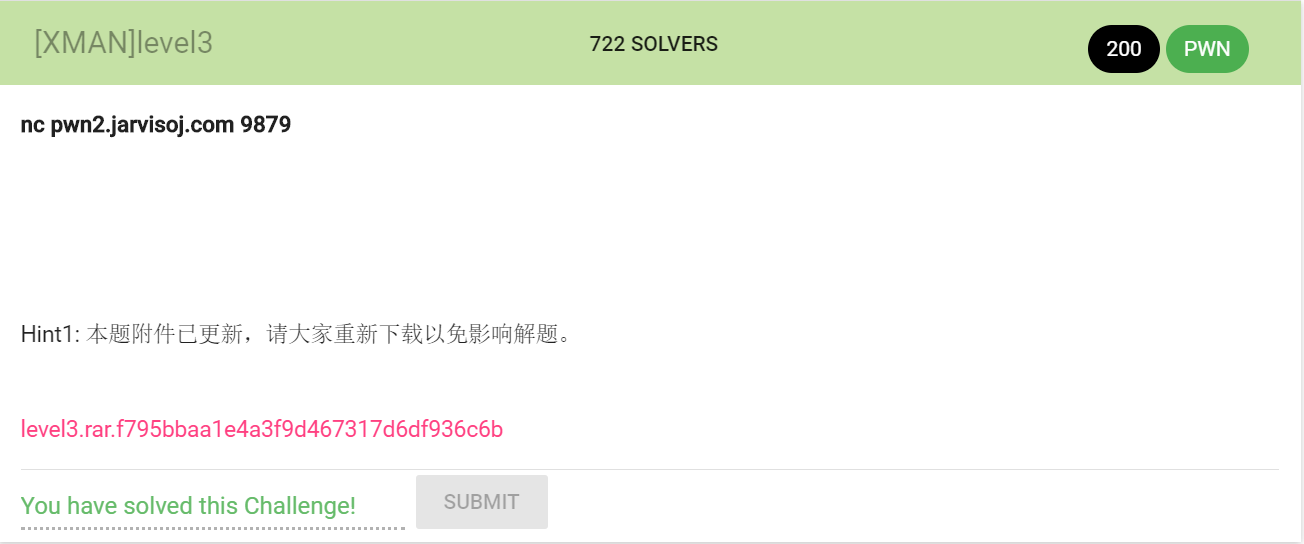 [XMAN]level3
722 SOLVERS
200
PWN
nc pwn2.jarvisoj.com 9879
Hint1: 本题附件已更新，请大家重新下载以免影响解题。
level3.rar.f795bbaa1e4a3f9d467317d6df936c6b
You have solved this Challenge!
SUBMIT